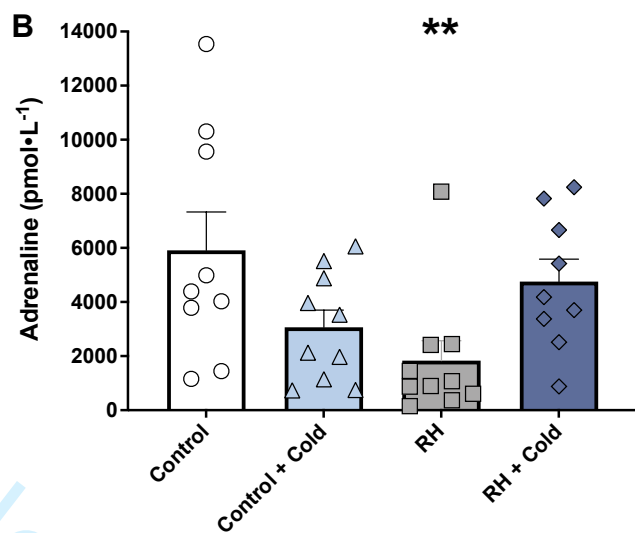 B
**
Adrenaline (pmol•L-1)
14000
12000
10000
8000
6000
4000
2000
0
Control
Control + Cold
RH
RH + Cold